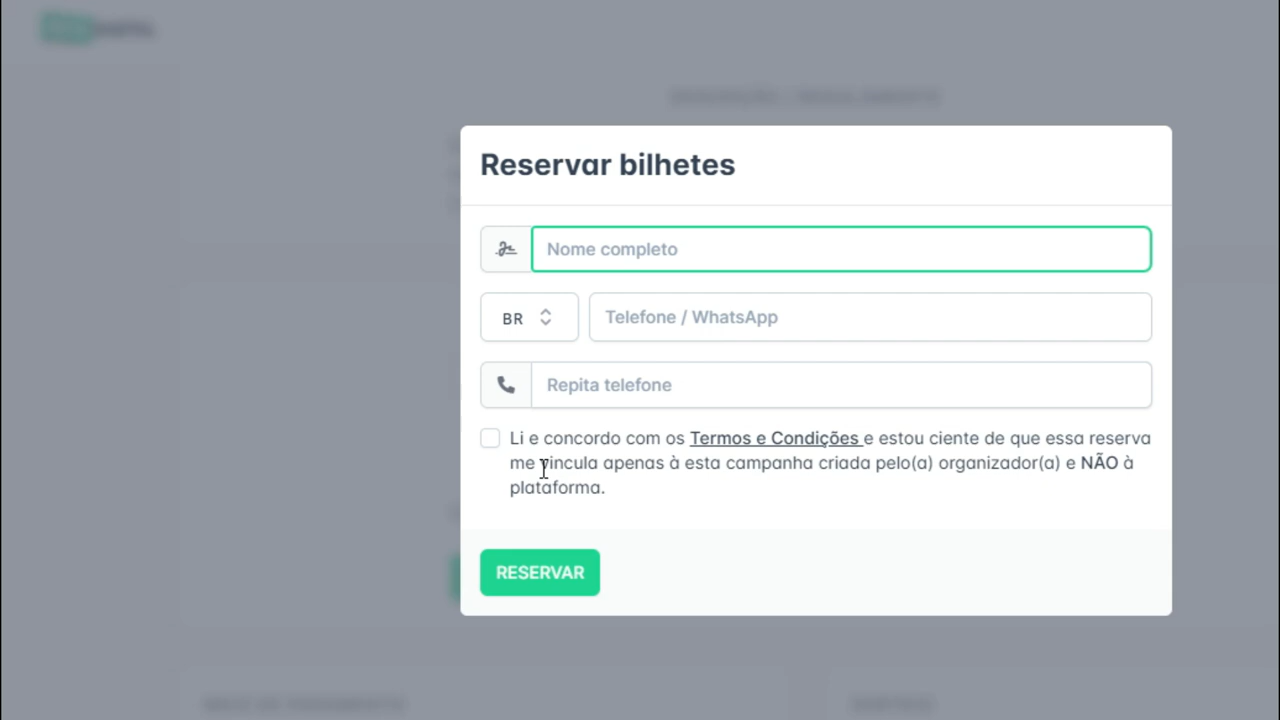 Reservar bilhetes
Nome completo
BR
Telefone / WhatsApp
Repita telefone
Li e concordo com os Termos e Condições e estou ciente de que essa reserva
me vincula apenas à esta campanha criada pelo(a) organizador(a) e NÃO à
plataforma.
RESERVAR